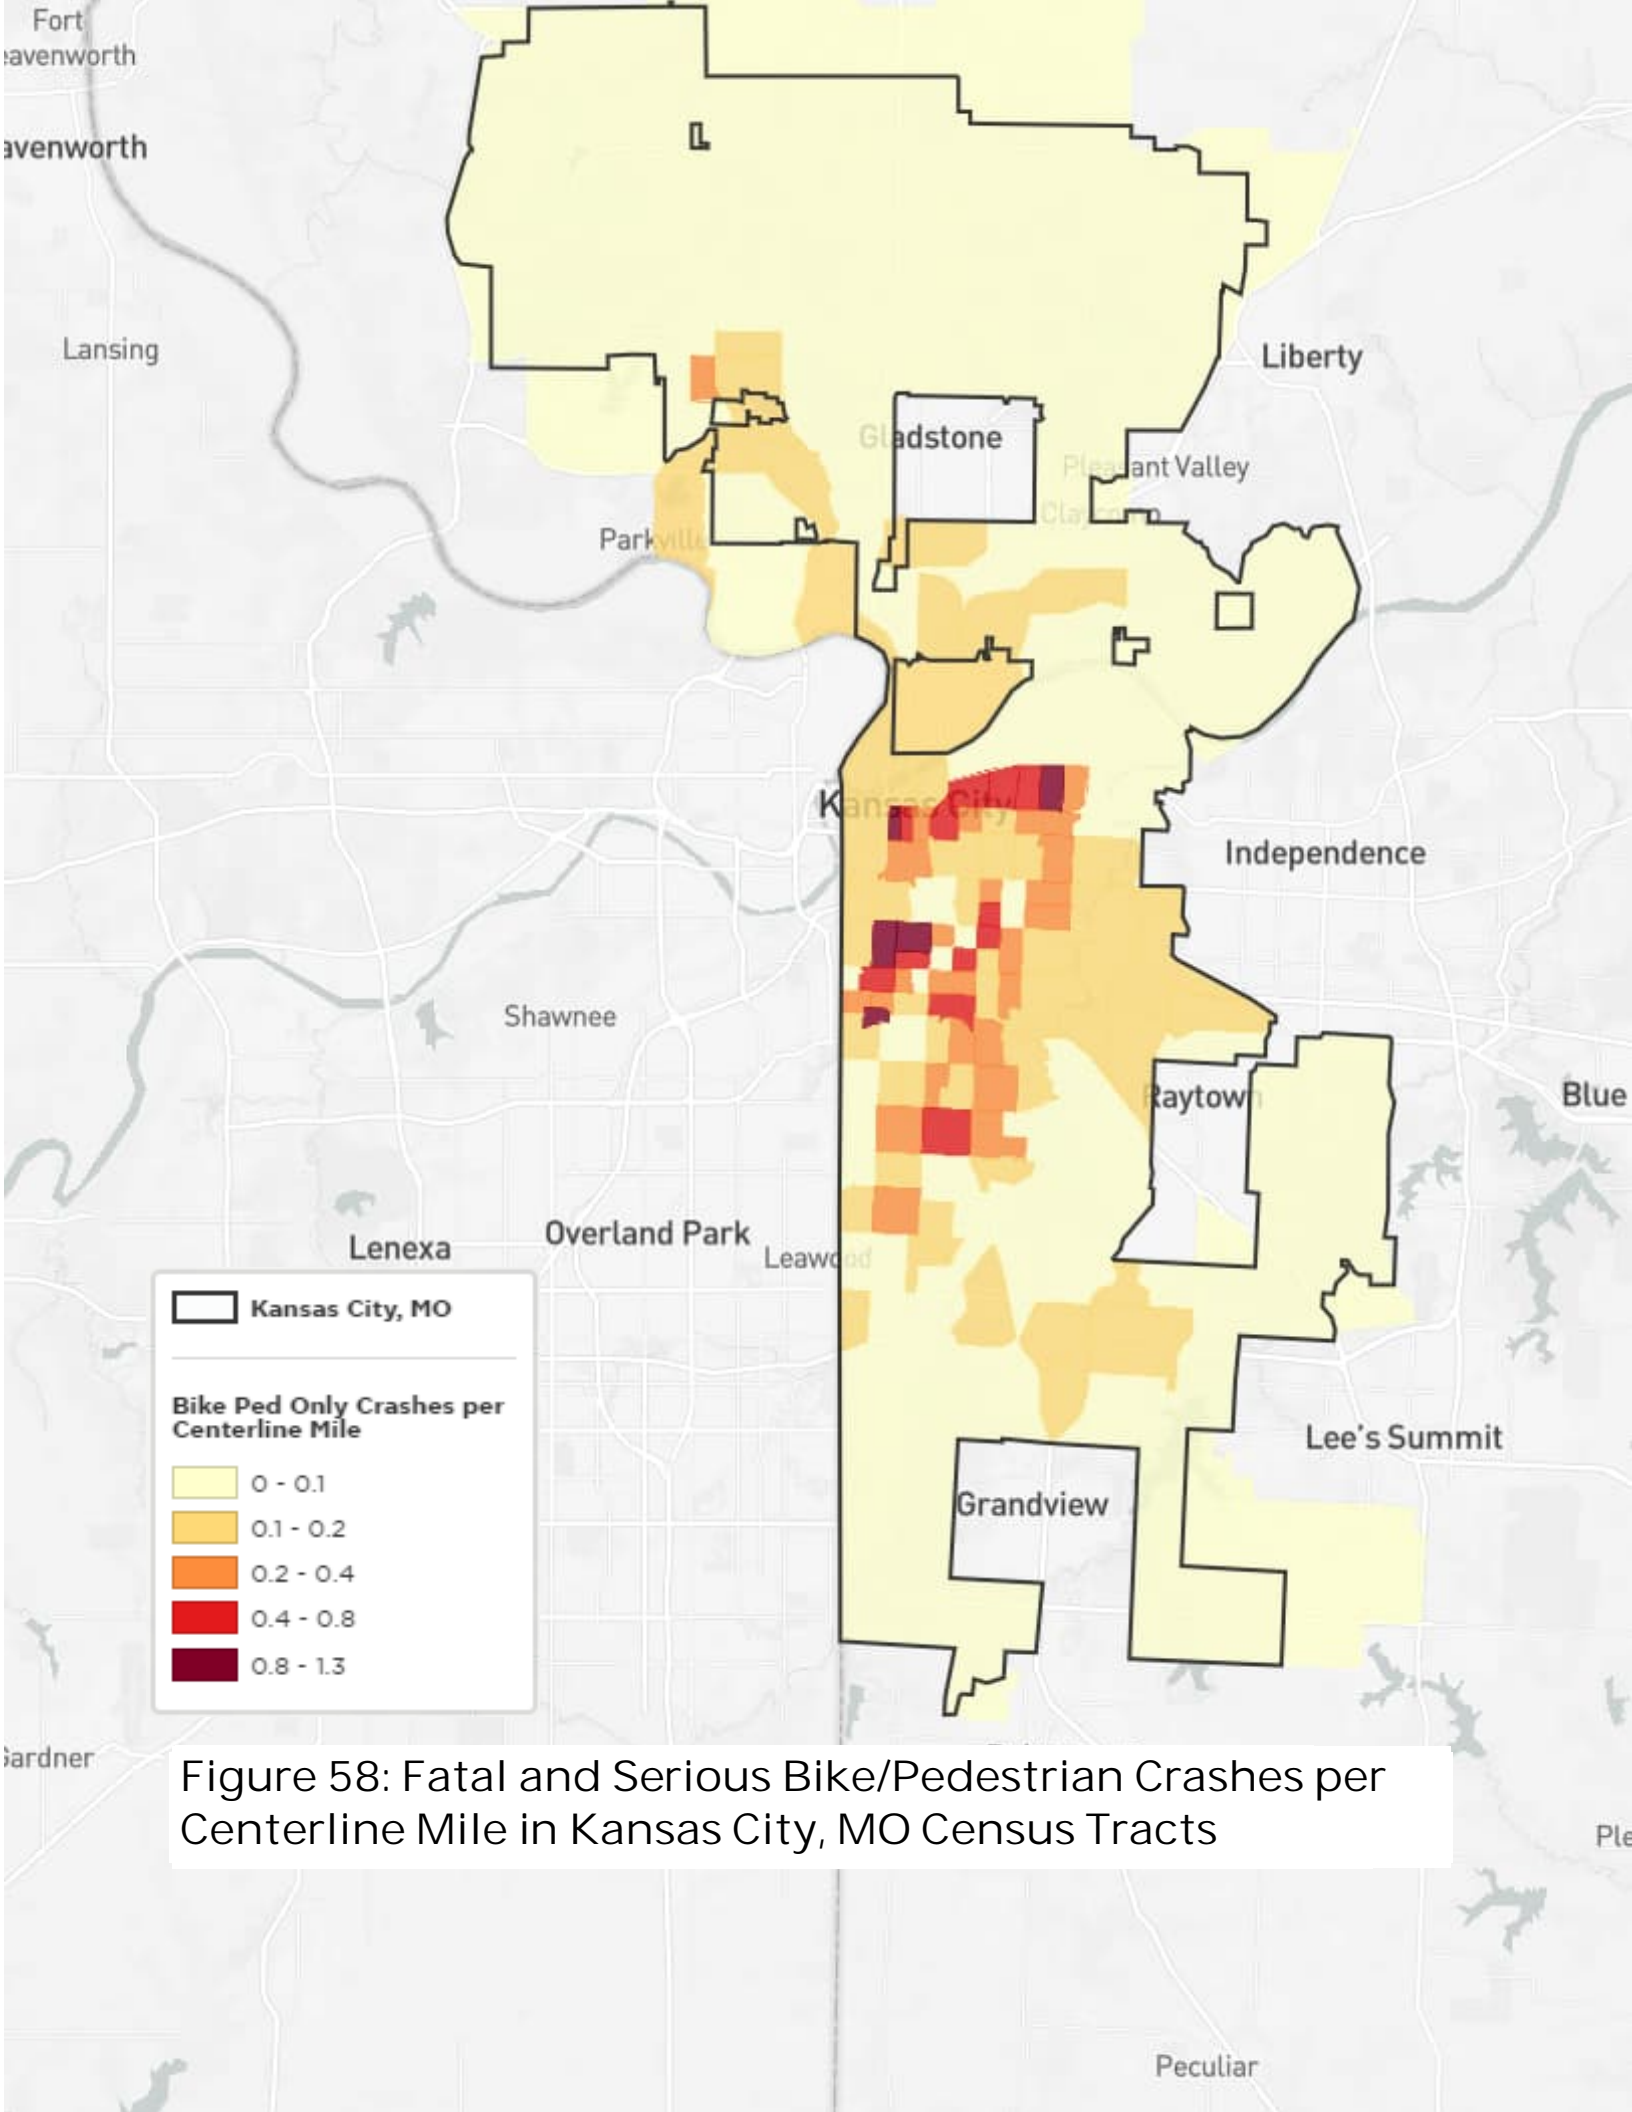 Fort
eavenworth
avenworth
Lansing
Liberty
Gladstone
Pleasant Valley
Claycomo
Parkville
Kansas City
Independence
Shawnee
Raytown
Blue
Overland Park
Lenexa
Leawood
Kansas City, MO
Bike Ped Only Crashes per
Centerline Mile
0 - 0.1
0.1 - 0.2
0.2 - 0.4
0.4 - 0.8
0.8 - 1.3
Lee's Summit
Grandview
Gardner
Figure 58: Fatal and Serious Bike/Pedestrian Crashes per
Centerline Mile in Kansas City, MO Census Tracts
Ple
Peculiar